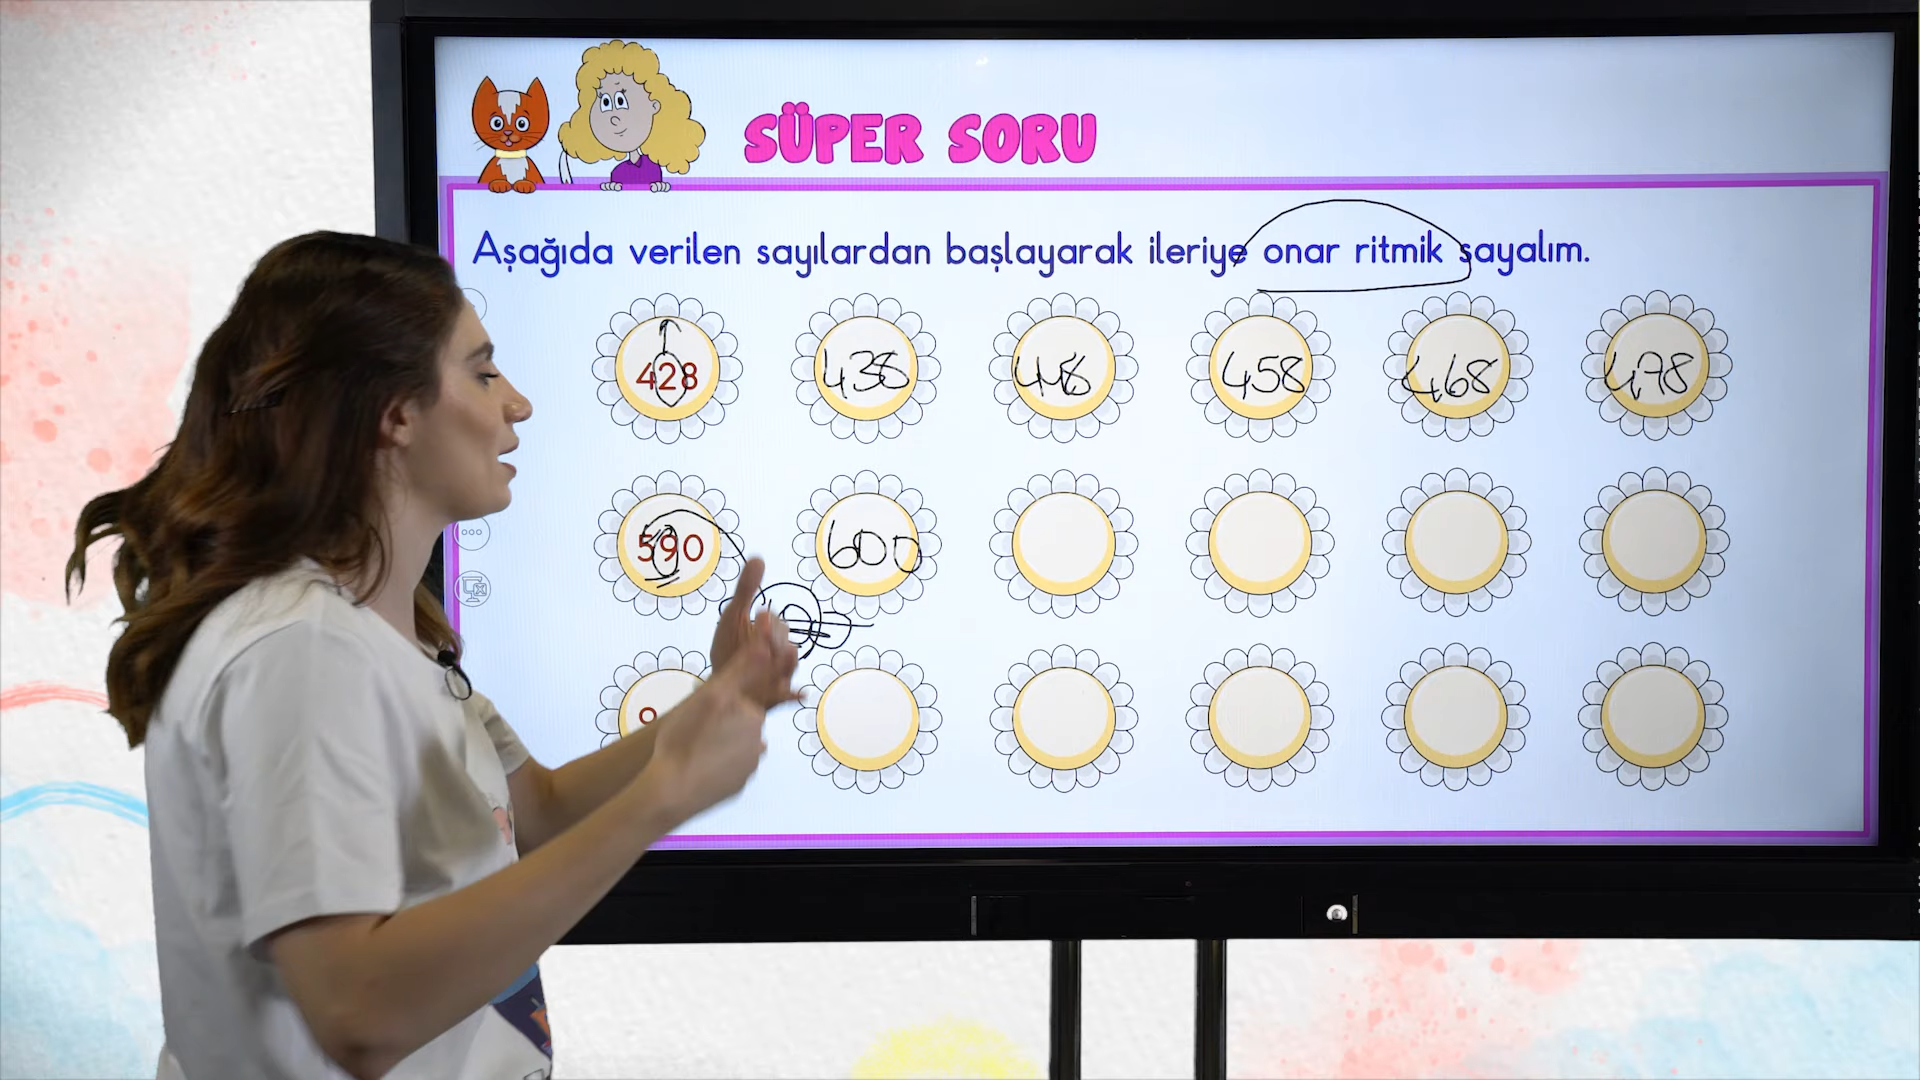 SÜPER SORU
Aşağıda verilen sayılardan başlayarak ileriye onar ritmik sayalım.
428 438 448 458 468 478
590 600